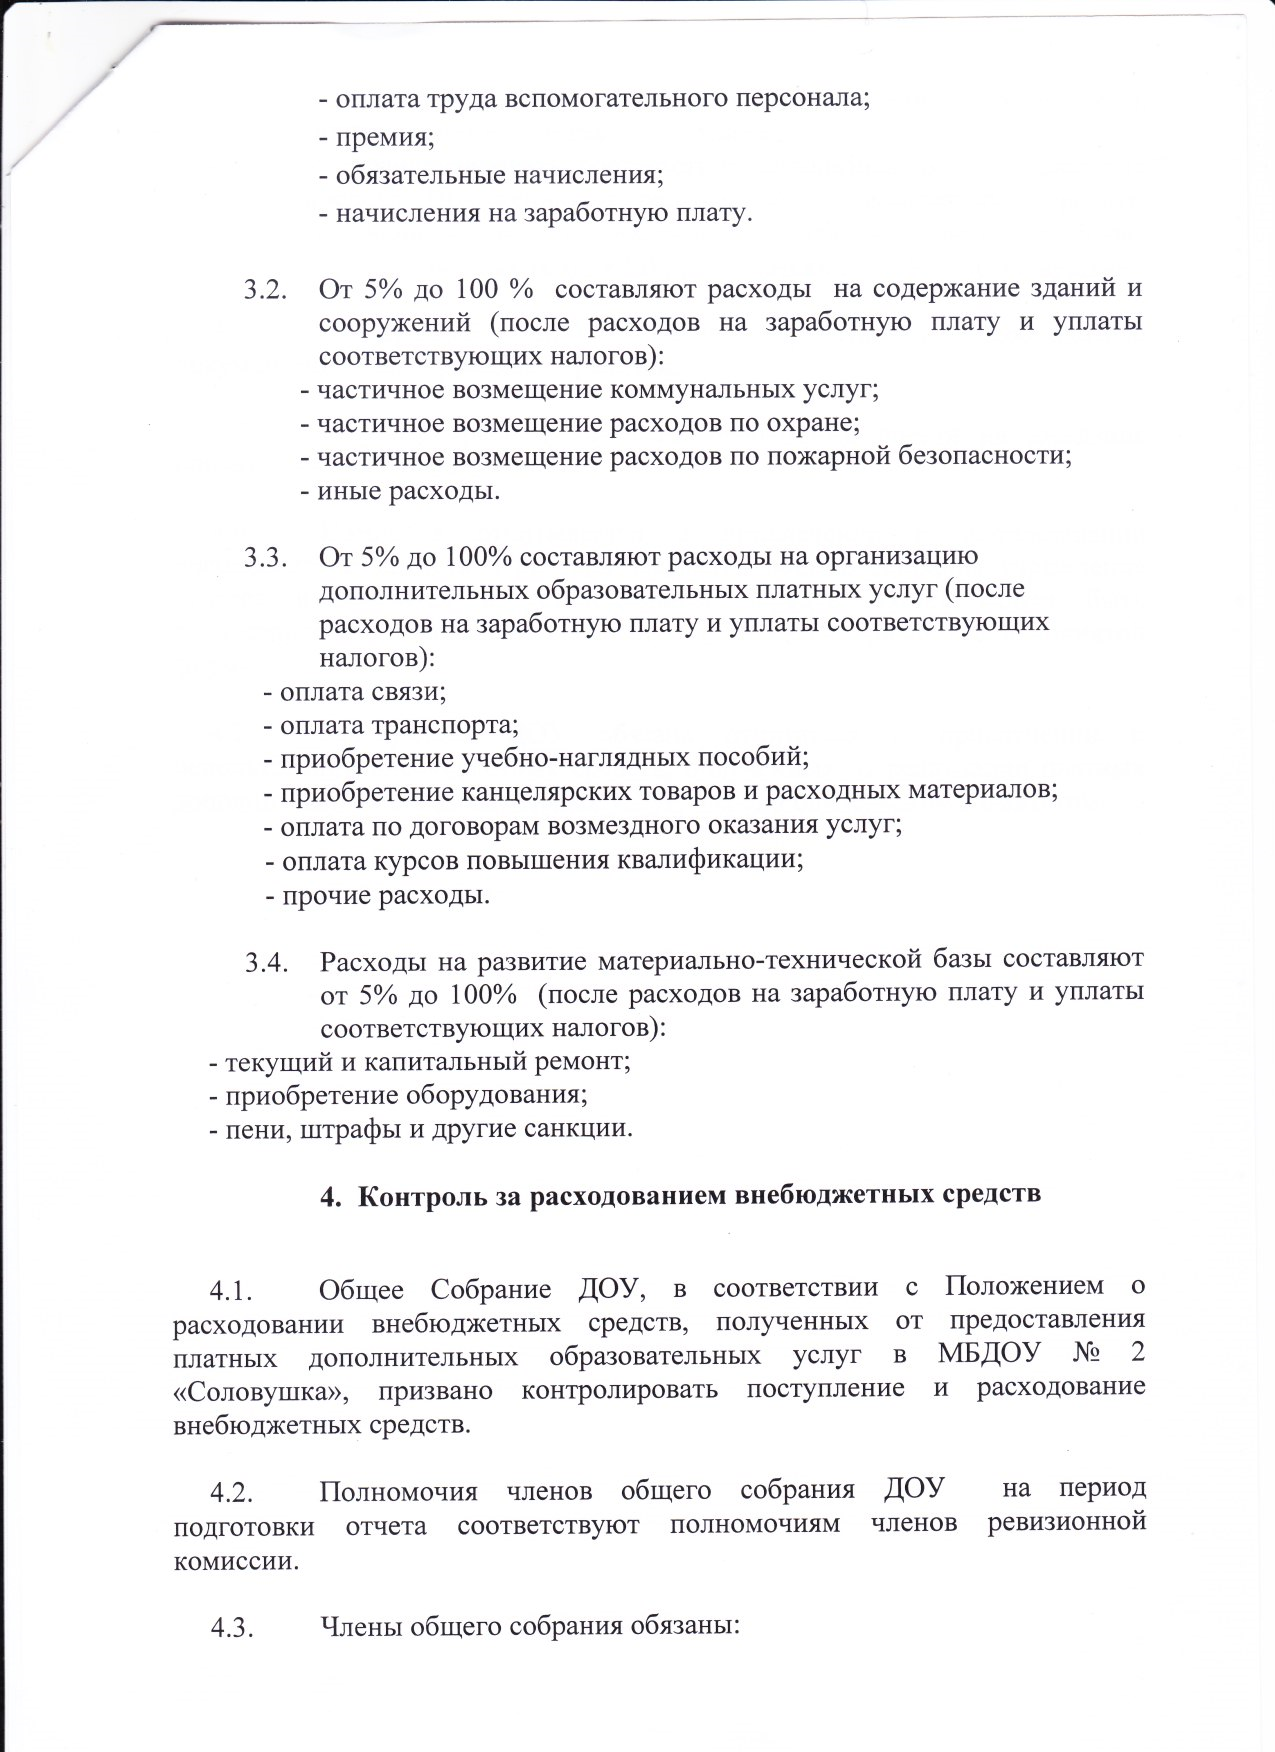 - оплата труда вспомогательного персонала;
- премия;
- обязательные начисления;
- начисления на заработную плату.
3.2. От 5% до 100 % составляют расходы на содержание зданий и
сооружений (после расходов на заработную плату и уплаты
соответствующих налогов):
- частичное возмещение коммунальных услуг;
- частичное возмещение расходов по охране;
- частичное возмещение расходов по пожарной безопасности;
- иные расходы.
3.3. От 5% до 100% составляют расходы на организацию
дополнительных образовательных платных услуг (после
расходов на заработную плату и уплаты соответствующих
налогов):
- оплата связи;
- оплата транспорта;
- приобретение учебно-наглядных пособий;
- приобретение канцелярских товаров и расходных материалов;
- оплата по договорам возмездного оказания услуг;
- оплата курсов повышения квалификации;
- прочие расходы.
3.4. Расходы на развитие материально-технической базы составляют
от 5% до 100% (после расходов на заработную плату и уплаты
соответствующих налогов):
- текущий и капитальный ремонт;
- приобретение оборудования;
- пени, штрафы и другие санкции.
4. Контроль за расходованием внебюджетных средств
4.1. Общее Собрание ДОУ, в соответствии с Положением о
расходовании внебюджетных средств, полученных от предоставления
платных дополнительных образовательных услуг в МБДОУ № 2
«Соловушка», призвано контролировать поступление и расходование
внебюджетных средств.
4.2. Полномочия членов общего собрания ДОУ на период
подготовки отчета соответствуют полномочиям членов ревизионной
комиссии.
4.3. Члены общего собрания обязаны: